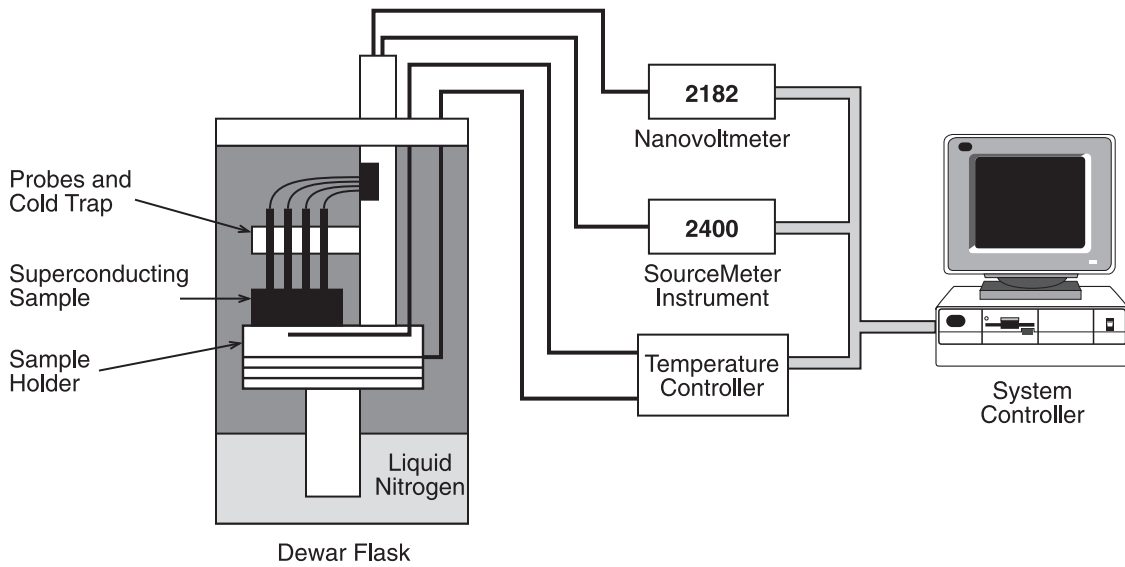 2182
Nanovoltmeter
Probes and
Cold Trap
2400
SourceMeter
Instrument
Superconducting
Sample
Sample
Holder
Temperature
Controller
System
Controller
Liquid
Nitrogen
Dewar Flask